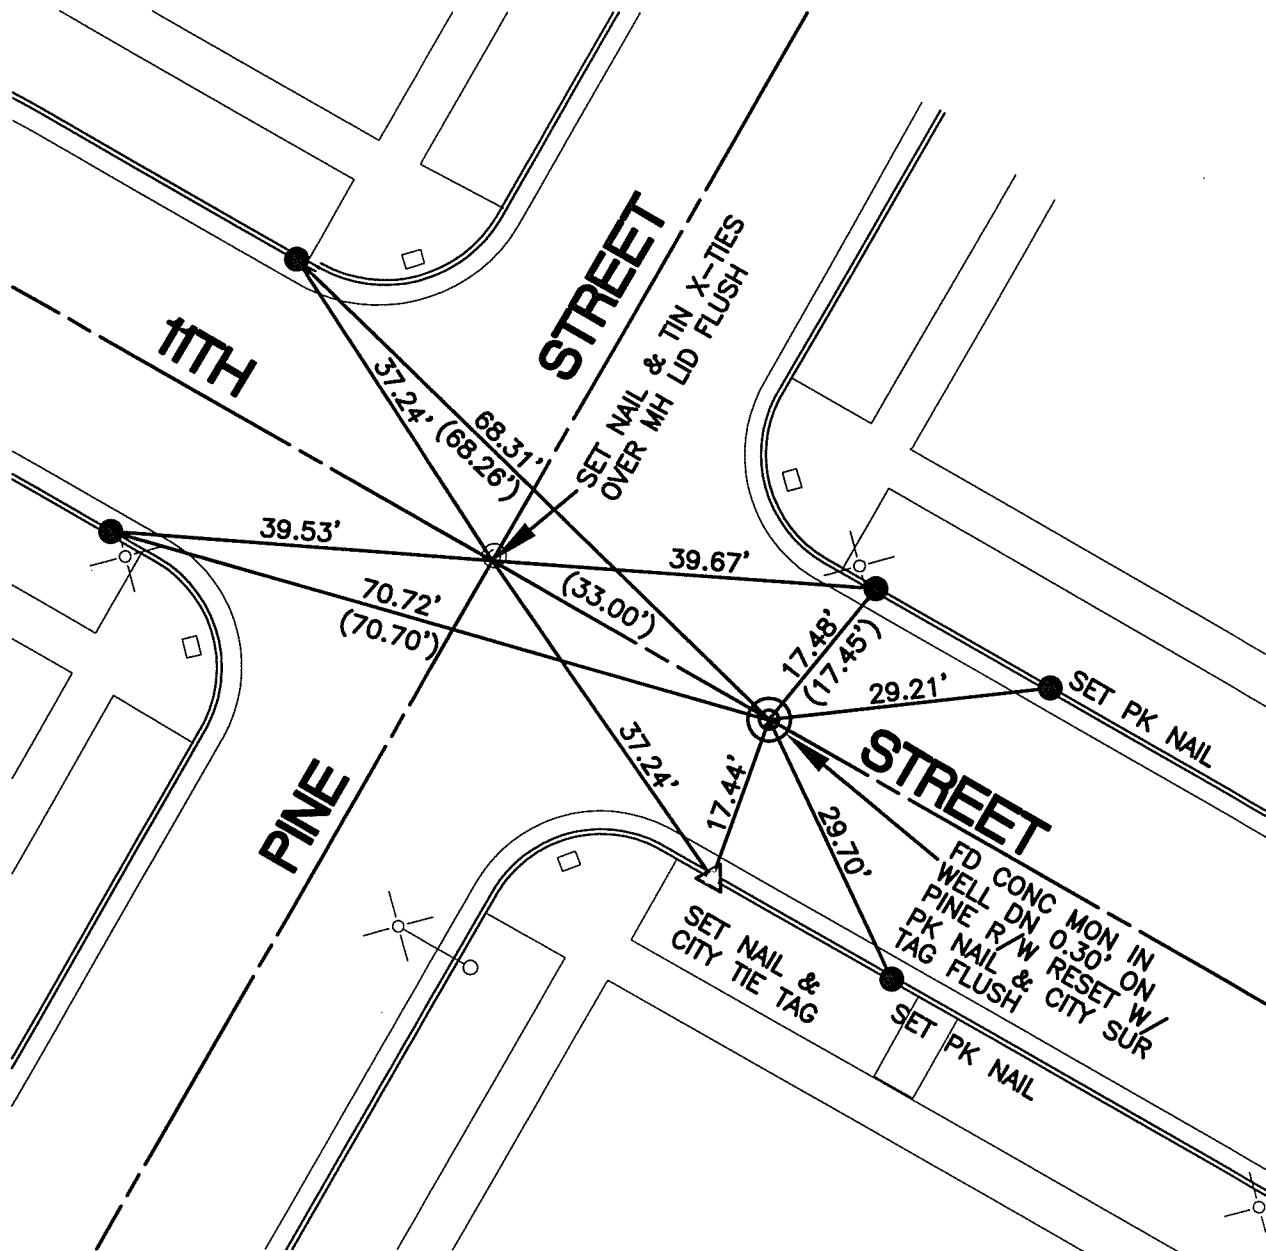 11TH
STREET
SET NAIL & TIN X-TIES
OVER MH LID FLUSH
37.24'
68.31'
(68.26')
39.53'
39.67'
(33.00')
70.72'
(70.70')
17.48'
(17.45')
29.21'
SET PK NAIL
PINE
37.24'
17.44'
29.70'
STREET
FD CONC MON IN
WELL DN 0.30' ON
PINE R/W RESET W/
PK NAIL & CITY SUR
TAG FLUSH
SET NAIL &
CITY TIE TAG
SET PK NAIL